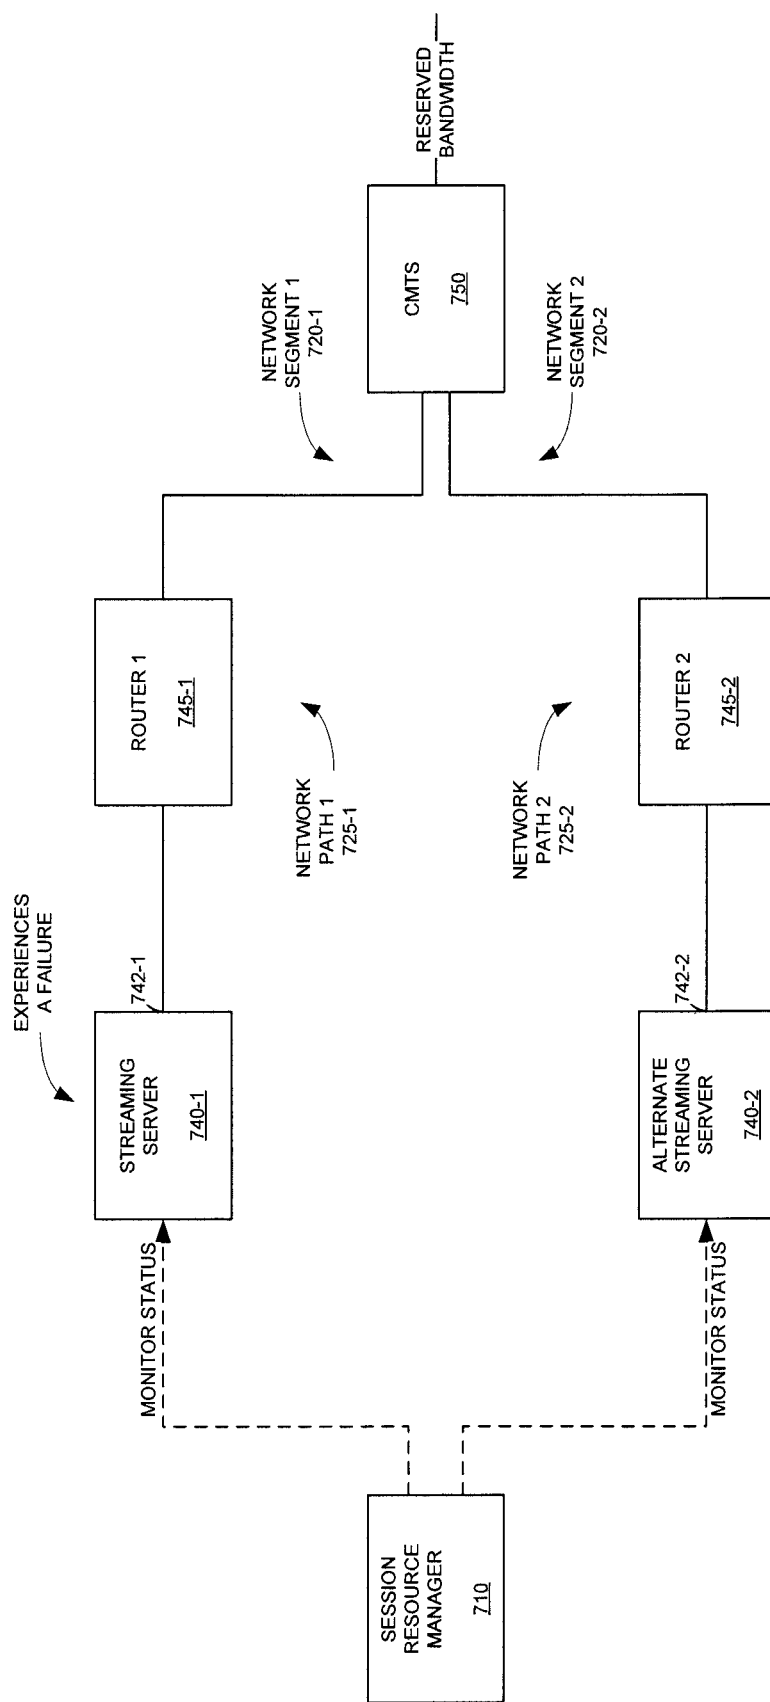 SESSION
RESOURCE
MANAGER
710
MONITOR STATUS
MONITOR STATUS
EXPERIENCES
A FAILURE
STREAMING
SERVER
740-1
742-1
ALTERNATE
STREAMING
SERVER
740-2
742-2
NETWORK
PATH 1
725-1
NETWORK
PATH 2
725-2
ROUTER 1
745-1
ROUTER 2
745-2
NETWORK
SEGMENT 1
720-1
NETWORK
SEGMENT 2
720-2
CMTS
750
RESERVED
BANDWIDTH